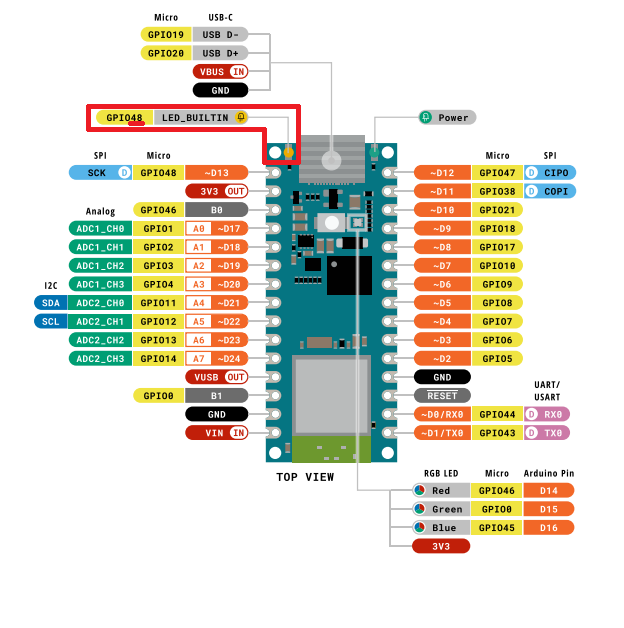 Micro USB-C
GPIO19 USB D-
GPIO20 USB D+
VBUS IN
GND
GPIO48 LED_BUILTIN
Power
SPI Micro
SCK D GPIO48 ~D13
3V3 OUT
Analog GPIO46 B0
ADC1_CH0 GPIO1 A0 ~D17
ADC1_CH1 GPIO2 A1 ~D18
ADC1_CH2 GPIO3 A2 ~D19
I2C ADC1_CH3 GPIO4 A3 ~D20
SDA ADC2_CH0 GPIO11 A4 ~D21
SCL ADC2_CH1 GPIO12 A5 ~D22
ADC2_CH2 GPIO13 A6 ~D23
ADC2_CH3 GPIO14 A7 ~D24
VUSB OUT
GPIO0 B1
GND
VIN IN
Micro SPI
~D12 GPIO47 D CIPO
~D11 GPIO38 D COPI
~D10 GPIO21
~D9 GPIO18
~D8 GPIO17
~D7 GPIO10
~D6 GPIO9
~D5 GPIO8
~D4 GPIO7
~D3 GPIO6
~D2 GPIO5
GND
RESET
UART/
USART
~D0/RX0 GPIO44 D RX0
~D1/TX0 GPIO43 D TX0
TOP VIEW
RGB LED Micro Arduino Pin
Red GPIO46 D14
Green GPIO0 D15
Blue GPIO45 D16
3V3